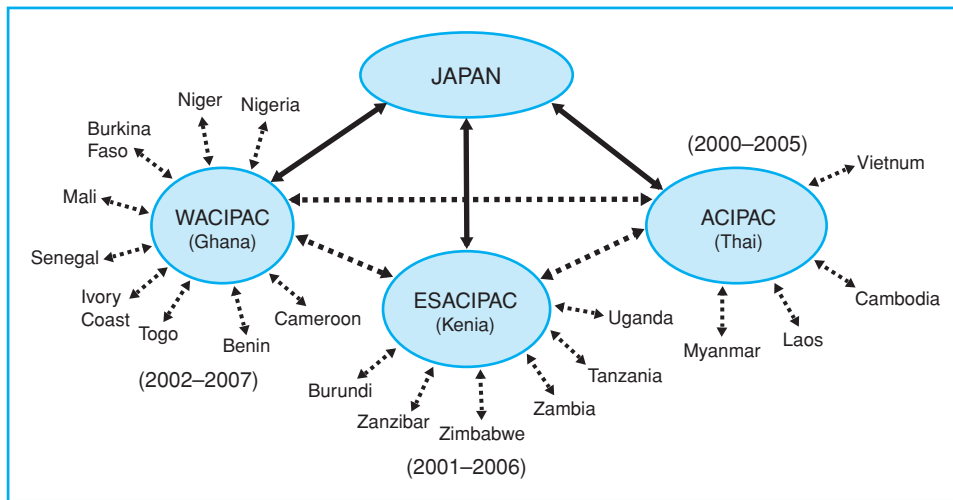 JAPAN
Niger
Nigeria
Burkina
Faso
(2000–2005)
Vietnum
Mali
WACIPAC
(Ghana)
ACIPAC
(Thai)
Senegal
Ivory
Coast
Togo
Benin
Cameroon
ESACIPAC
(Kenia)
Uganda
Cambodia
Laos
Myanmar
(2002–2007)
Burundi
Zanzibar
Zimbabwe
Zambia
Tanzania
(2001–2006)